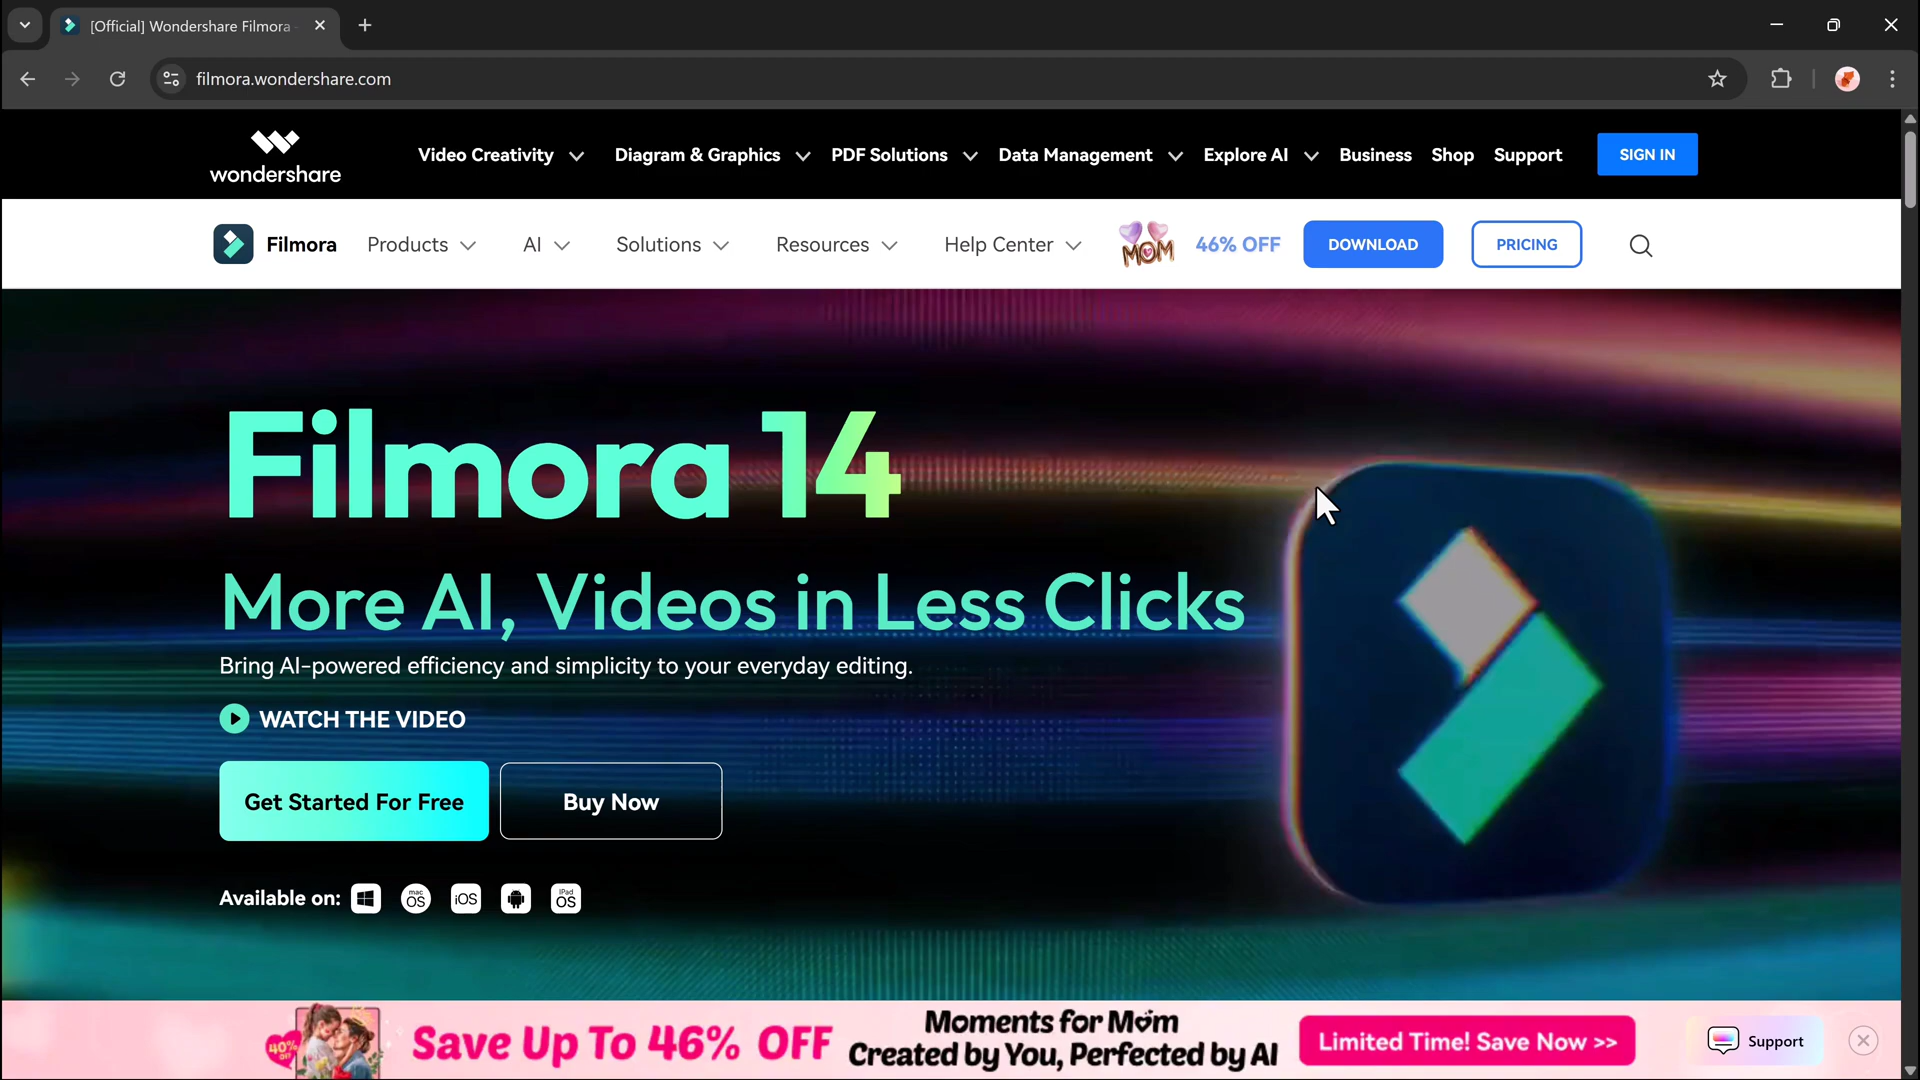 [Official] Wondershare Filmora -
filmora.wondershare.com
wondershare
Video Creativity
Diagram & Graphics
PDF Solutions
Data Management
Explore AI
Business
Shop
Support
SIGN IN
Filmora
Products
AI
Solutions
Resources
Help Center
MOM
46% OFF
DOWNLOAD
PRICING
Filmora 14
More AI, Videos in Less Clicks
Bring AI-powered efficiency and simplicity to your everyday editing.
WATCH THE VIDEO
Get Started For Free
Buy Now
Available on:
mac
OS
iOS
iPad
OS
40%
OFF
Save Up To 46% OFF
Moments for Mom
Created by You, Perfected by AI
Limited Time! Save Now >>
Support